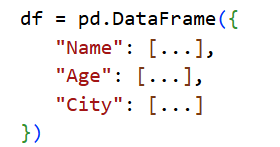 df = pd.DataFrame({
    "Name": [...],
    "Age": [...],
    "City": [...]
})